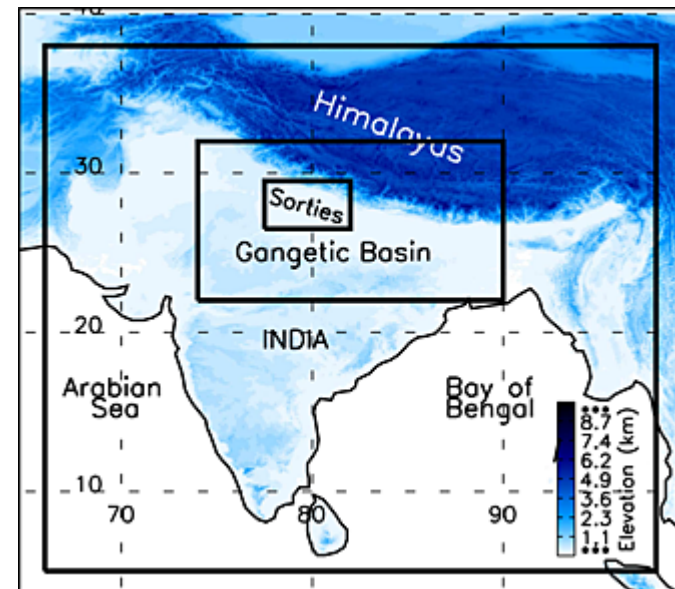 40
Himalayas
30
Sorties
Gangetic Basin
20
INDIA
Arabian
Sea
Bay of
Bengal
10
70
80
90
8.7
7.4
6.2
4.9
3.6
2.3
1.1
Elevation (km)